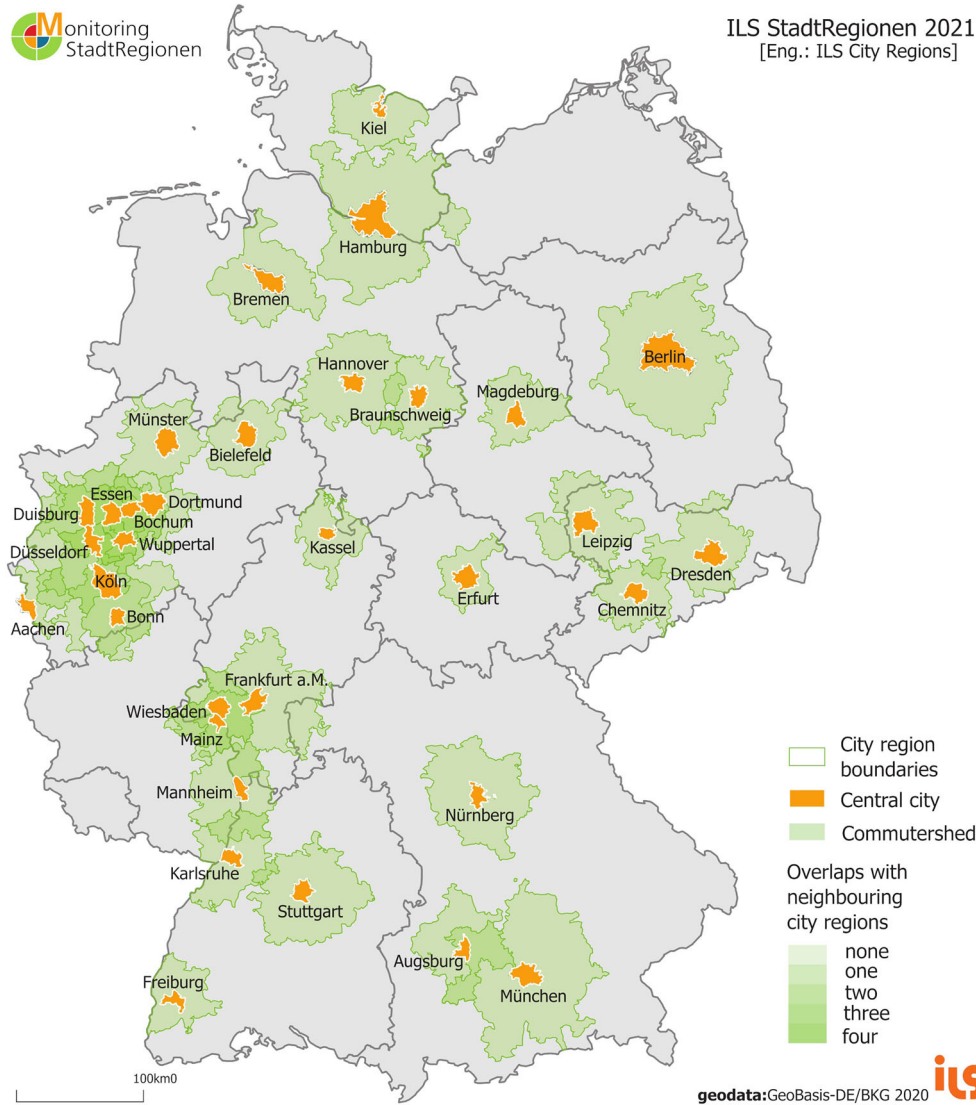 Monitoring
StadtRegionen
ILS StadtRegionen 2021
[Eng.: ILS City Regions]
Kiel
Hamburg
Bremen
Berlin
Hannover
Braunschweig
Magdeburg
Münster
Bielefeld
Essen
Dortmund
Duisburg
Bochum
Düsseldorf
Wuppertal
Kassel
Leipzig
Köln
Erfurt
Dresden
Chemnitz
Aachen
Bonn
Frankfurt a.M.
Wiesbaden
Mainz
Mannheim
Nürnberg
Karlsruhe
Stuttgart
Augsburg
Freiburg
München
City region
boundaries
Central city
Commutershed
Overlaps with
neighbouring
city regions
none
one
two
three
four
100km0
geodata:GeoBasis-DE/BKG 2020
ils